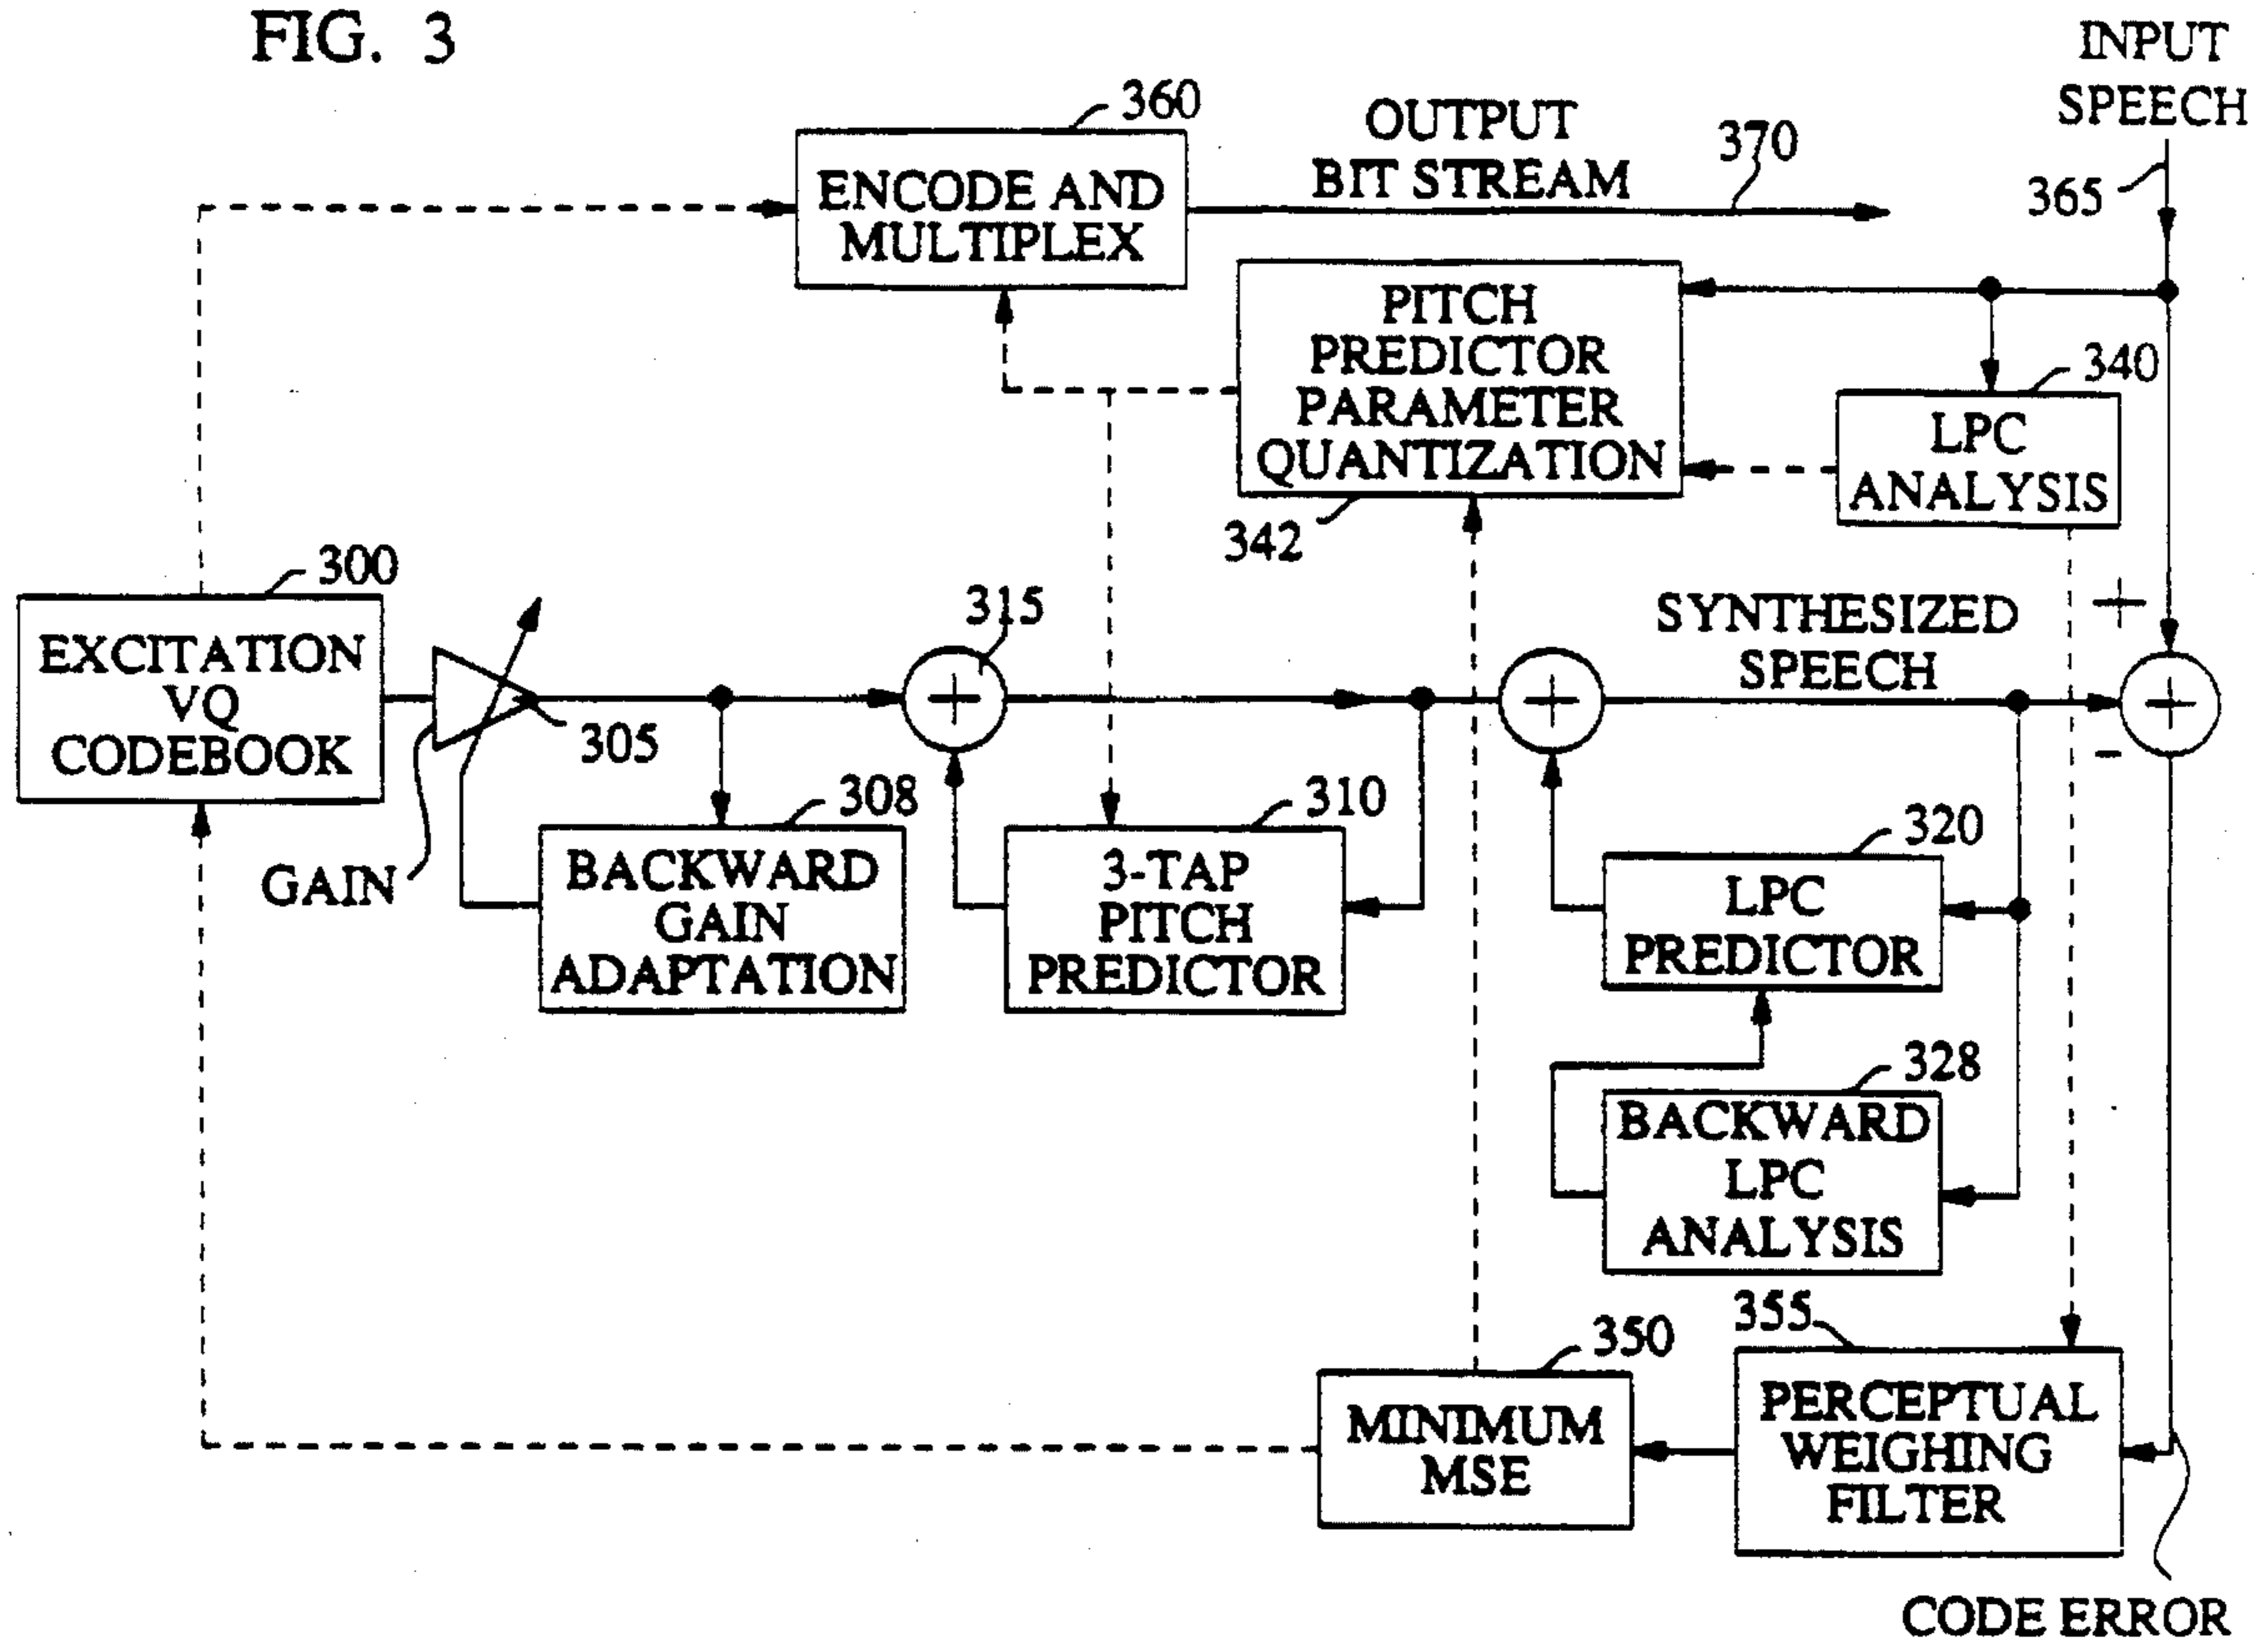 FIG. 3
INPUT
SPEECH
360
OUTPUT
BIT STREAM
370
365
ENCODE AND
MULTIPLEX
PITCH
PREDICTOR
PARAMETER
QUANTIZATION
342
340
LPC
ANALYSIS
300
EXCITATION
VQ
CODEBOOK
GAIN
305
315
+
308
BACKWARD
GAIN
ADAPTATION
310
3-TAP
PITCH
PREDICTOR
+
SYNTHESIZED
SPEECH
+
+
-
320
LPC
PREDICTOR
328
BACKWARD
LPC
ANALYSIS
350
MINIMUM
MSE
355
PERCEPTUAL
WEIGHING
FILTER
CODE ERROR